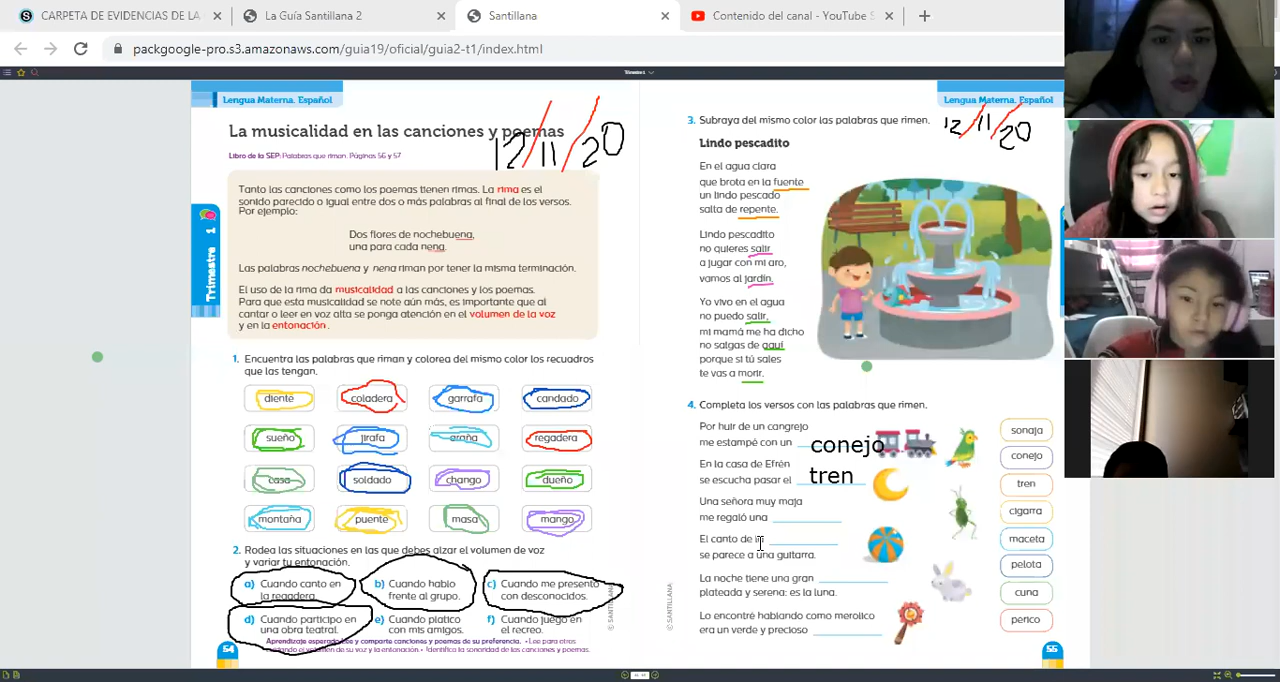 CARPETA DE EVIDENCIAS DE LA
La Guía Santillana 2
Santillana
Contenido del canal - YouTube S
packgoogle-pro.s3.amazonaws.com/guia19/oficial/guia2-t1/index.html
Trimestre 1
Lengua Materna. Español
La musicalidad en las canciones y poemas
12/11/20
Libro de la SEP: Palabras que riman. Páginas 56 y 57
Tanto las canciones como los poemas tienen rimas. La rima es el
sonido parecido o igual entre dos o más palabras al final de los versos.
Por ejemplo:
Dos flores de nochebuena,
una para cada nena.
Las palabras nochebuena y nena riman por tener la misma terminación.
El uso de la rima da musicalidad a las canciones y los poemas.
Para que esta musicalidad se note aún más, es importante que al
cantar o leer en voz alta se ponga atención en el volumen de la voz
y en la entonación.
Trimestre 1
1. Encuentra las palabras que riman y colorea del mismo color los recuadros
que las tengan.
diente coladera garrafa candado
sueño jirafa araña regadera
casa soldado chango dueño
montaña puente masa mango
2. Rodea las situaciones en las que debes alzar el volumen de voz
y variar tu entonación.
a) Cuando canto en
la regadera.
b) Cuando hablo
frente al grupo.
c) Cuando me presento
con desconocidos.
d) Cuando participo en
una obra teatral.
e) Cuando platico
con mis amigos.
f) Cuando juego en
el recreo.
© SANTILLANA
54
Lengua Materna. Español
12/11/20
3. Subraya del mismo color las palabras que rimen.
Lindo pescadito
En el agua clara
que brota en la fuente
un lindo pescado
salta de repente.
Lindo pescadito
no quieres salir
a jugar con mi aro,
vamos al jardín.
Yo vivo en el agua
no puedo salir,
mi mamá me ha dicho
no salgas de aquí
porque si tú sales
te vas a morir.
4. Completa los versos con las palabras que rimen.
Por huir de un cangrejo
me estampé con un conejo
En la casa de Efrén
se escucha pasar el tren
Una señora muy maja
me regaló una
El canto de
se parece a una guitarra.
La noche tiene una gran
plateada y serena: es la luna.
Lo encontré hablando como merolico
era un verde y precioso
sonaja
conejo
tren
cigarra
maceta
pelota
cuna
perico
© SANTILLANA
55